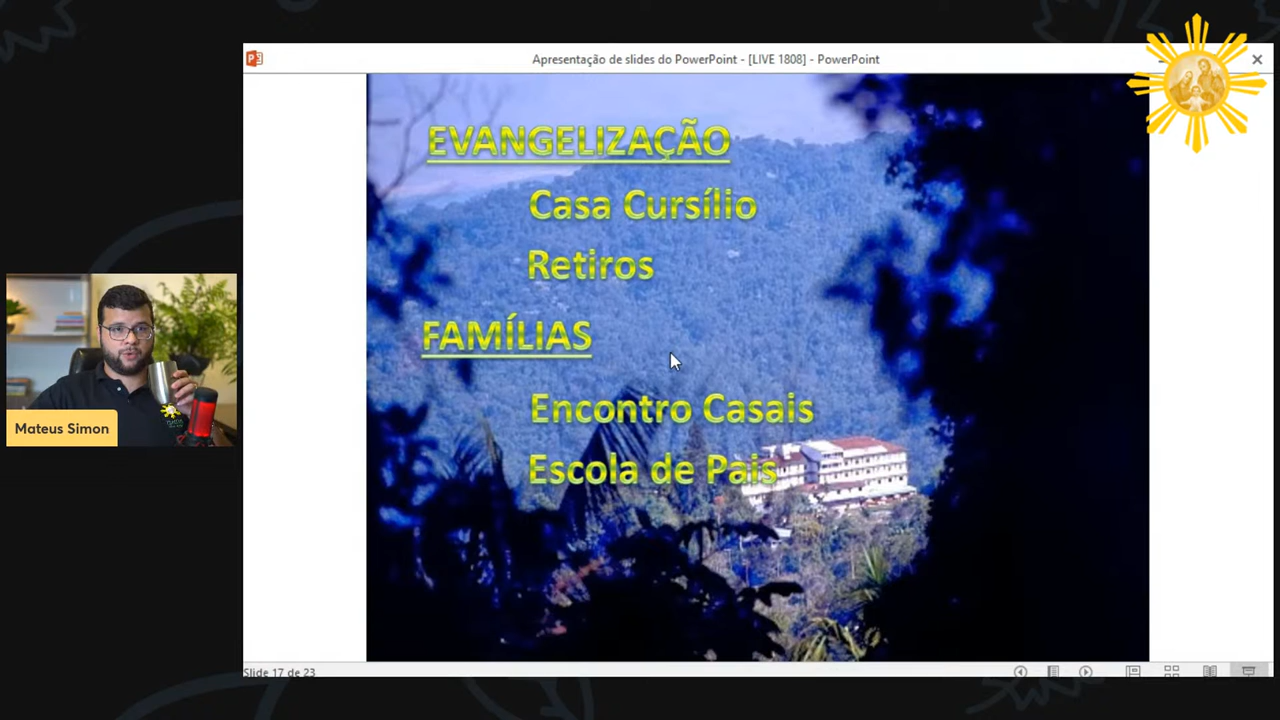 Apresentação de slides do PowerPoint - [LIVE 1808] - PowerPoint
EVANGELIZAÇÃO
Casa Cursílio
Retiros
FAMÍLIAS
Encontro Casais
Escola de Pais
Mateus Simon
Slide 17 de 23